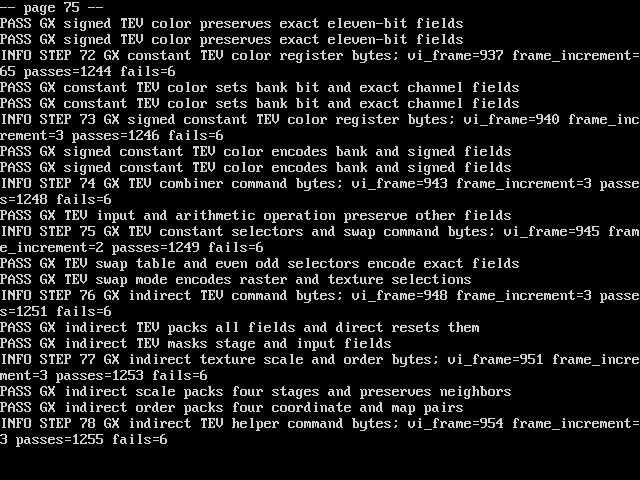 -- page 75 --
PASS GX signed TEV color preserves exact eleven-bit fields
PASS GX signed TEV color preserves exact eleven-bit fields
INFO STEP 72 GX constant TEV color register bytes; vi_frame=937 frame_increment=
65 passes=1244 fails=6
PASS GX constant TEV color sets bank bit and exact channel fields
PASS GX constant TEV color sets bank bit and exact channel fields
INFO STEP 73 GX signed constant TEV color register bytes; vi_frame=940 frame_inc
rement=3 passes=1246 fails=6
PASS GX signed constant TEV color encodes bank and signed fields
PASS GX signed constant TEV color encodes bank and signed fields
INFO STEP 74 GX TEV combiner command bytes; vi_frame=943 frame_increment=3 passe
s=1248 fails=6
PASS GX TEV input and arithmetic operation preserve other fields
INFO STEP 75 GX TEV constant selectors and swap command bytes; vi_frame=945 fram
e_increment=2 passes=1249 fails=6
PASS GX TEV swap table and even odd selectors encode exact fields
PASS GX TEV swap mode encodes raster and texture selections
INFO STEP 76 GX indirect TEV command bytes; vi_frame=948 frame_increment=3 passe
s=1251 fails=6
PASS GX indirect TEV packs all fields and direct resets them
PASS GX indirect TEV masks stage and input fields
INFO STEP 77 GX indirect texture scale and order bytes; vi_frame=951 frame_incre
ment=3 passes=1253 fails=6
PASS GX indirect scale packs four stages and preserves neighbors
PASS GX indirect order packs four coordinate and map pairs
INFO STEP 78 GX indirect TEV helper command bytes; vi_frame=954 frame_increment=
3 passes=1255 fails=6